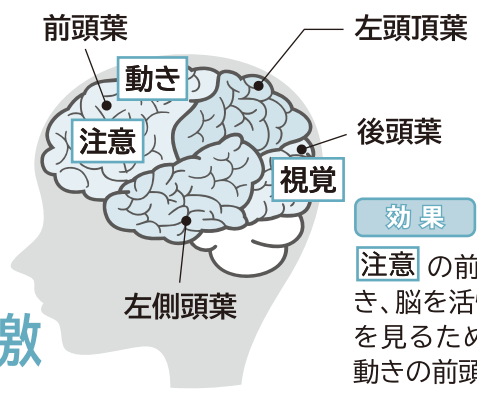 前頭葉
左頭頂葉
動き
注意
後頭葉
視覚
効果
左側頭葉
注意 の前
き、脳を活
を見るため
動きの前頭
激